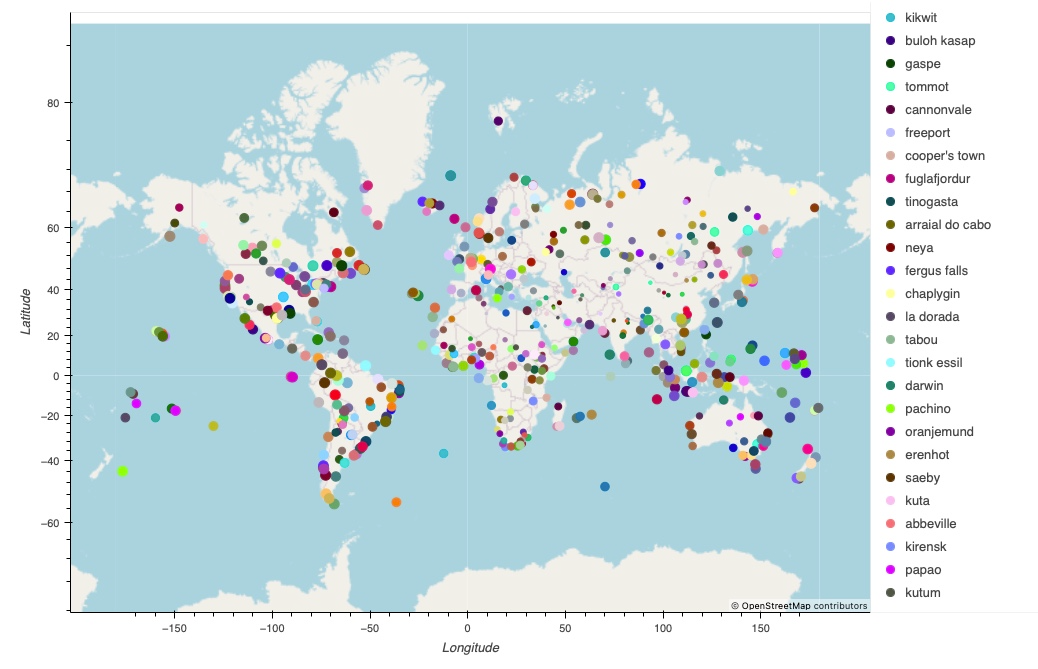 80
60
40
20
0
−20
−40
−60
Latitude
−150
−100
−50
0
50
100
150
Longitude
© OpenStreetMap contributors
kikwit
buloh kasap
gaspe
tommot
cannonvale
freeport
cooper's town
fuglafjordur
tinogasta
arraial do cabo
neya
fergus falls
chaplygin
la dorada
tabou
tionk essil
darwin
pachino
oranjemund
erenhot
saeby
kuta
abbeville
kirensk
papao
kutum